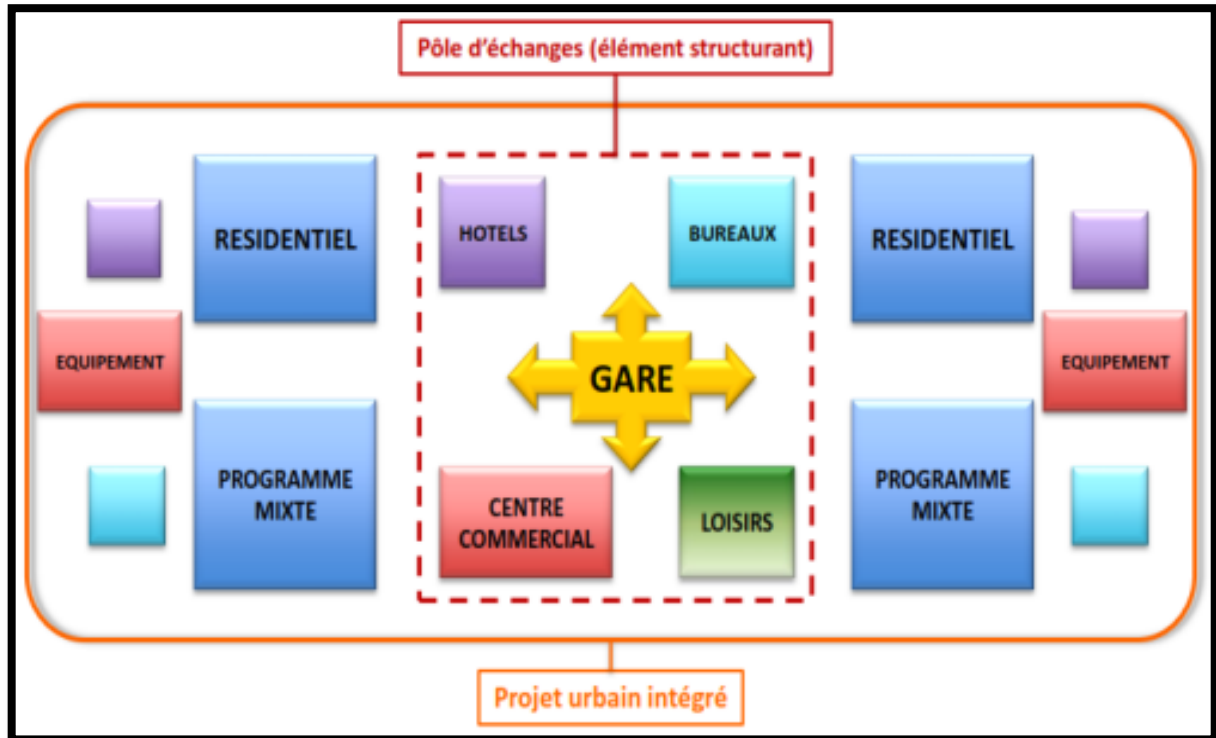 Pôle d'échanges (élément structurant)
RESIDENTIEL
HOTELS
BUREAUX
RESIDENTIEL
EQUIPEMENT
GARE
EQUIPEMENT
PROGRAMME
MIXTE
CENTRE
COMMERCIAL
LOISIRS
PROGRAMME
MIXTE
Projet urbain intégré